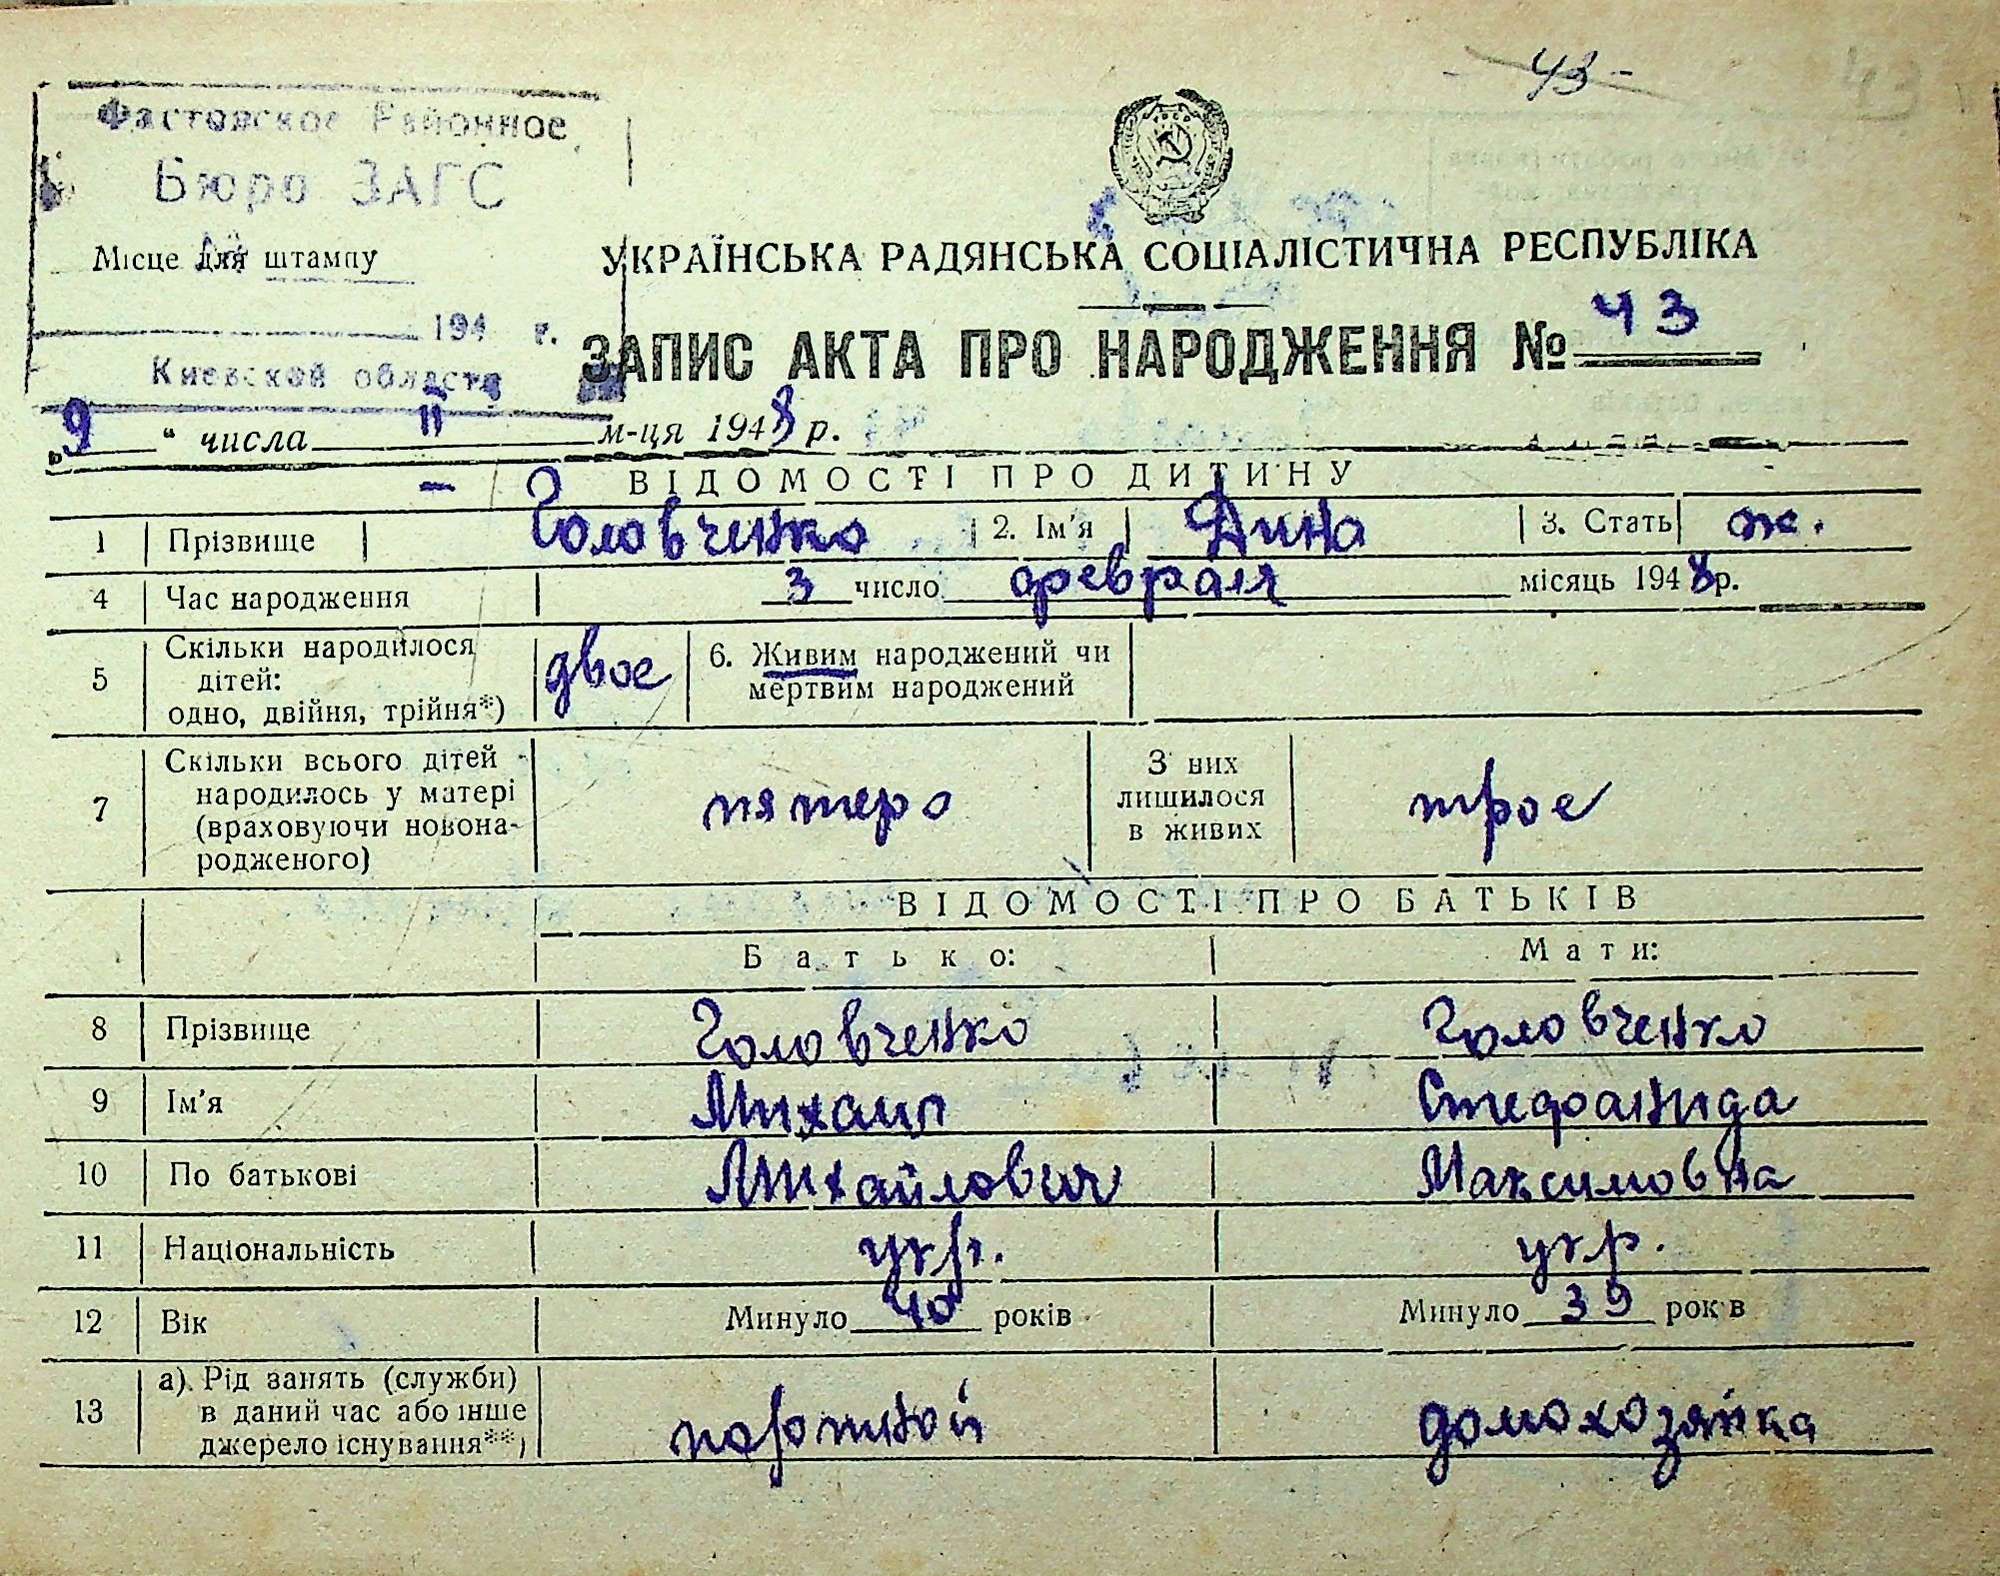 43
Фастовское Районное
Бюро ЗАГС
Місце для штампу
194 г.
Киевской области
УКРАЇНСЬКА РАДЯНСЬКА СОЦІАЛІСТИЧНА РЕСПУБЛІКА
ЗАПИС АКТА ПРО НАРОДЖЕННЯ № 43
„9“ числа II м-ця 1948 р.
ВІДОМОСТІ ПРО ДИТИНУ
1 Прізвище Головченко 2. Ім'я Дина 3. Стать ж.
4 Час народження 3 число февраля місяць 1948 р.
5 Скільки народилося дітей: одно, двійня, трійня*) двое 6. Живим народжений чи мертвим народжений
7 Скільки всього дітей народилось у матері (враховуючи новона-родженого) пятеро З них лишилося в живих трое
ВІДОМОСТІ ПРО БАТЬКІВ
Батько: Мати:
8 Прізвище Головченко Головченко
9 Ім'я Михаил Стефанида
10 По батькові Михайлович Максимовна
11 Національність укр. укр.
12 Вік Минуло 40 років Минуло 39 рок в
13 а) Рід занять (служби) в даний час або інше джерело існування**) портной домохозяйка